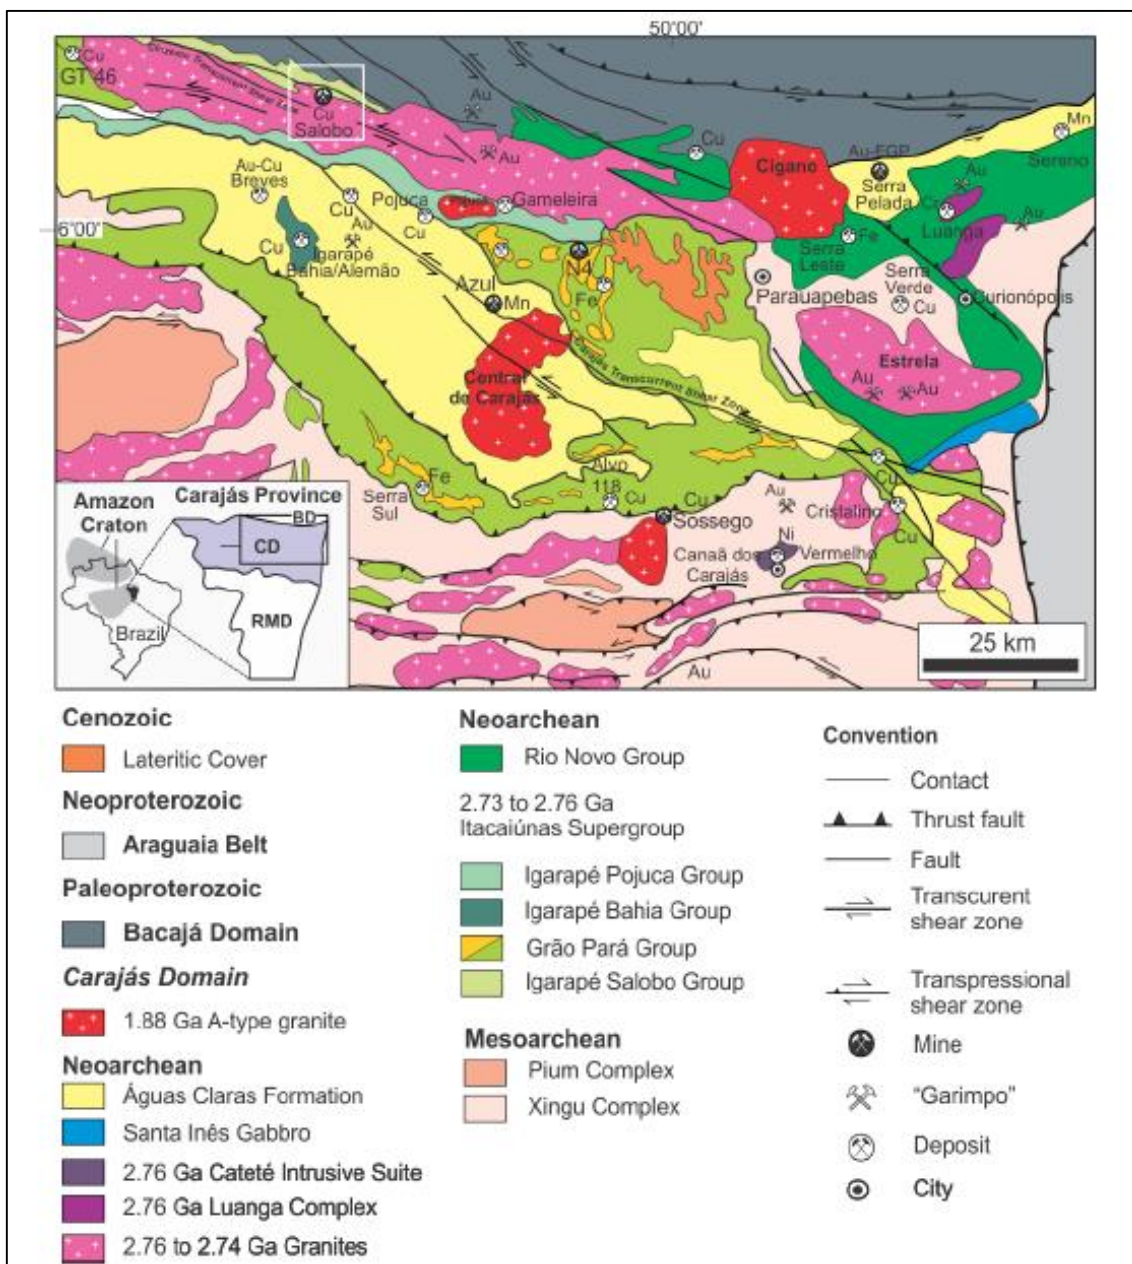 50°00'
Cu
GT 46
Cinzento Transcurrent Shear Zone
Cu
Salobo
Au
Au
Cu
Mn
Cigano
Au-EGP
Serra
Pelada
Au
Sereno
Cr
Luanga
Au
Au-Cu
Breves
Cu
Pojuca
Cu
Gameleira
6°00'
Cu
Au
Igarapé
Bahia/Alemão
N4
Fe
Fe
Serra
Leste
Azul
Mn
Parauapebas
Serra
Verde
Cu
Curionópolis
Estrela
Au
Au
Central
de Carajás
Carajás Transcurrent Shear Zone
Fe
Serra
Sul
Alvo
118
Cu
Cu
Sossego
Au
Cristalino
Cu
Cu
Ni
Vermelho
Canaã dos
Carajás
Au
Amazon
Craton
Brazil
Carajás Province
BD
CD
RMD
25 km
Cenozoic
Lateritic Cover
Neoproterozoic
Araguaia Belt
Paleoproterozoic
Bacajá Domain
Carajás Domain
1.88 Ga A-type granite
Neoarchean
Águas Claras Formation
Santa Inês Gabbro
2.76 Ga Cateté Intrusive Suite
2.76 Ga Luanga Complex
2.76 to 2.74 Ga Granites
Neoarchean
Rio Novo Group
2.73 to 2.76 Ga
Itacaiúnas Supergroup
Igarapé Pojuca Group
Igarapé Bahia Group
Grão Pará Group
Igarapé Salobo Group
Mesoarchean
Pium Complex
Xingu Complex
Convention
Contact
Thrust fault
Fault
Transcurent
shear zone
Transpressional
shear zone
Mine
“Garimpo”
Deposit
City